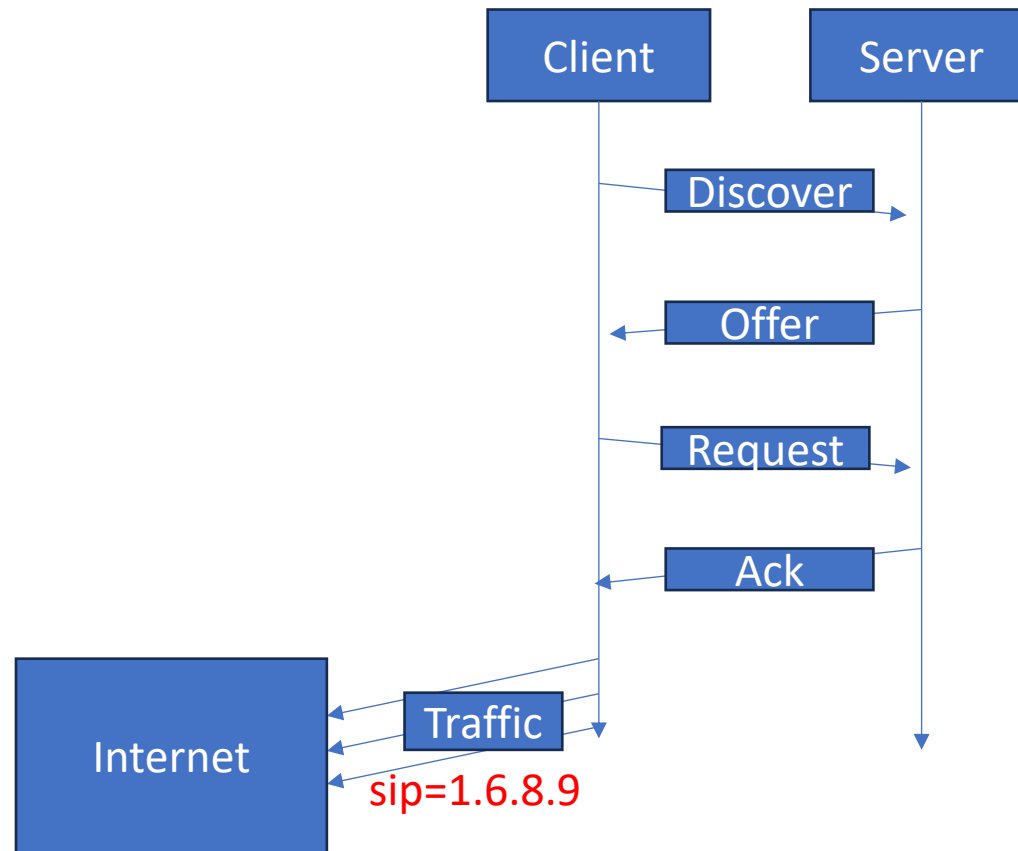 Client
Server
Discover
Offer
Request
Ack
Traffic
Internet
sip=1.6.8.9